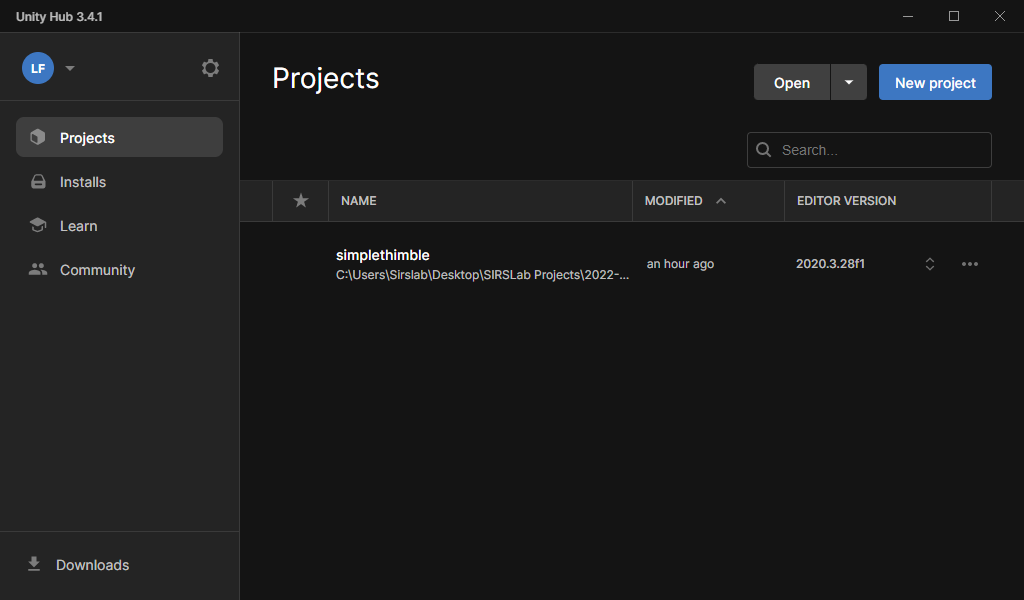 Unity Hub 3.4.1
LF
Projects
Installs
Learn
Community
Downloads
Projects
Open
New project
Search...
NAME
MODIFIED
EDITOR VERSION
simplethimble
C:\Users\Sirslab\Desktop\SIRSLab Projects\2022-...
an hour ago
2020.3.28f1